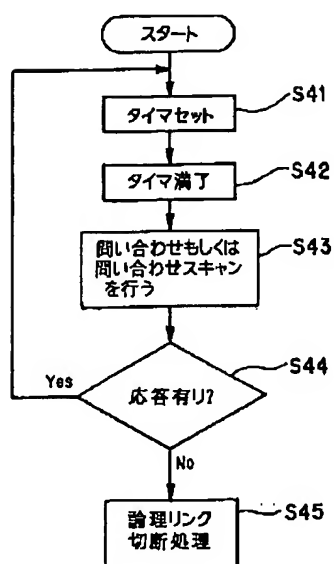 スタート
タイマセット
S41
タイマ満了
S42
問い合わせもしくは
問い合わせスキャン
を行う
S43
応答有り?
S44
Yes
No
論理リンク
切断処理
S45